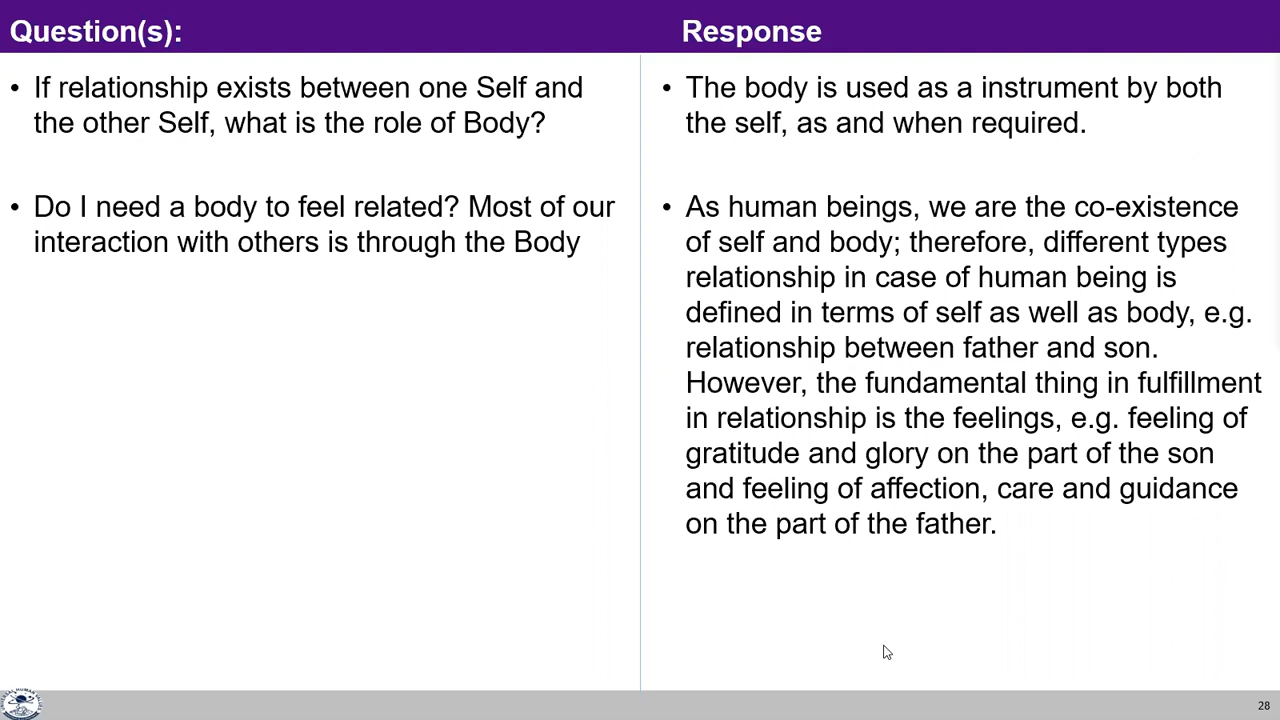 Question(s):
Response
• If relationship exists between one Self and
the other Self, what is the role of Body?
• Do I need a body to feel related? Most of our
interaction with others is through the Body
• The body is used as a instrument by both
the self, as and when required.
• As human beings, we are the co-existence
of self and body; therefore, different types
relationship in case of human being is
defined in terms of self as well as body, e.g.
relationship between father and son.
However, the fundamental thing in fulfillment
in relationship is the feelings, e.g. feeling of
gratitude and glory on the part of the son
and feeling of affection, care and guidance
on the part of the father.
28